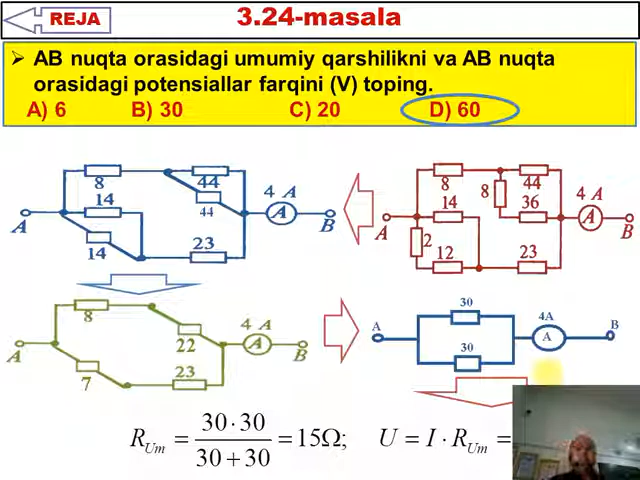 REJA
3.24-masala
➢ AB nuqta orasidagi umumiy qarshilikni va AB nuqta
orasidagi potensiallar farqini (V) toping.
A) 6 B) 30 C) 20 D) 60
8 44 4 A
14 44
A A B
14 23
8 8 44 4 A
14 36
A A B
2 12 23
8 4 A
22
A A B
7 23
30 4A
A A B
30
R_Um = 30·30 / 30+30 = 15Ω; U = I · R_Um =